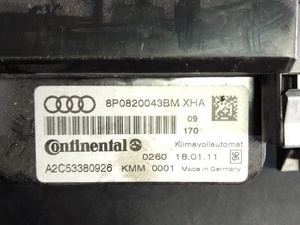 8P0820043BM XHA
09
170
Continental
Klimavollautomat
0260 18.01.11
A2C53380926 KMM 0001 Made in Germany